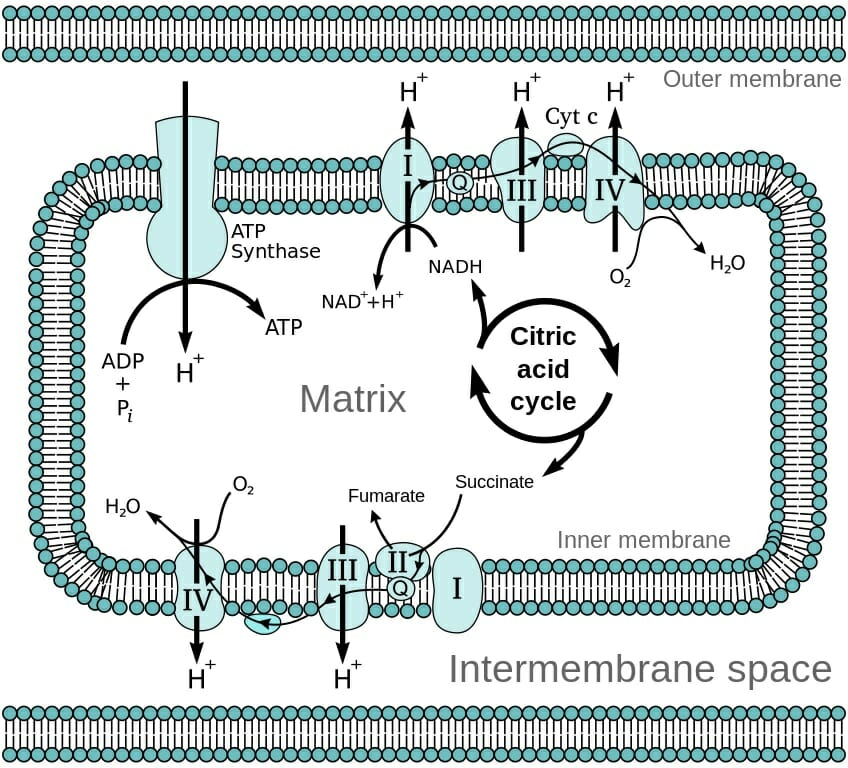 Outer membrane
H+
H+
H+
Cyt c
I
Q
III
IV
ATP
Synthase
NADH
NAD++H+
O2
H2O
ATP
ADP
+
Pi
H+
Citric
acid
cycle
Matrix
Succinate
Fumarate
O2
H2O
Inner membrane
II
III
Q
I
IV
H+
H+
Intermembrane space